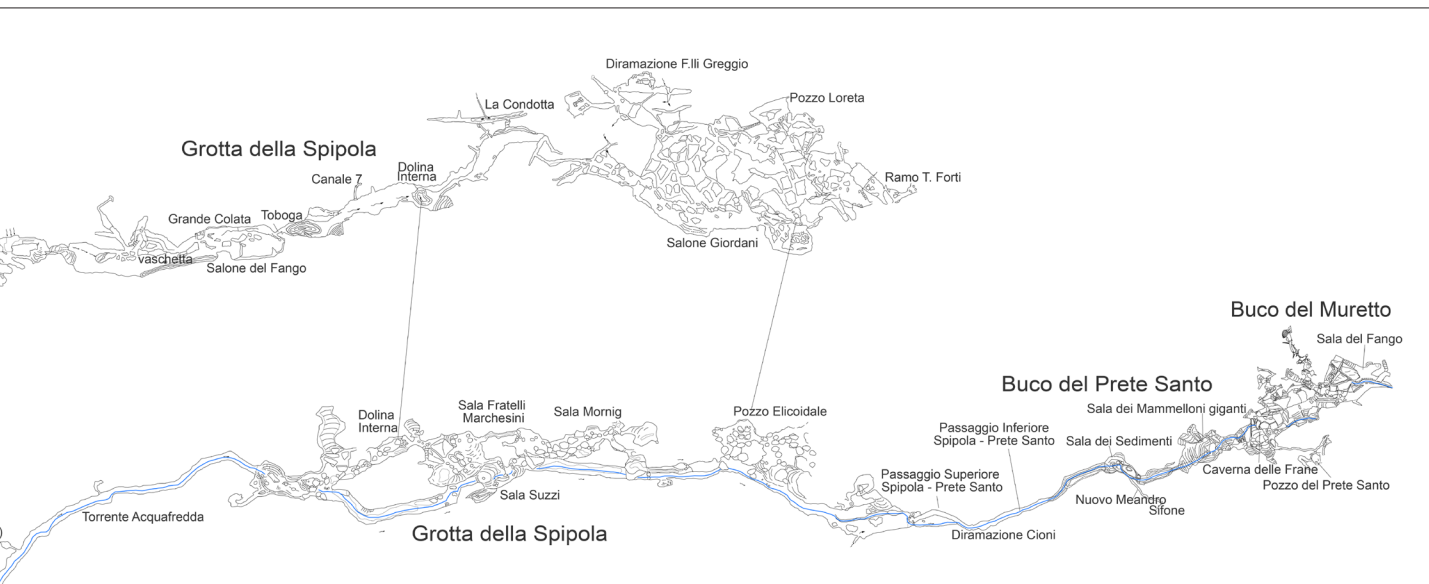 Diramazione F.lli Greggio
La Condotta
Pozzo Loreta
Grotta della Spipola
Dolina
Interna
Canale 7
Ramo T. Forti
Grande Colata
Toboga
Salone Giordani
vaschetta
Salone del Fango
Buco del Muretto
Sala del Fango
Buco del Prete Santo
Sala dei Mammelloni giganti
Sala Fratelli
Marchesini
Sala Mornig
Pozzo Elicoidale
Dolina
Interna
Passaggio Inferiore
Spipola - Prete Santo
Sala dei Sedimenti
Caverna delle Frane
Passaggio Superiore
Spipola - Prete Santo
Pozzo del Prete Santo
Sala Suzzi
Nuovo Meandro
Sifone
Torrente Acquafredda
Grotta della Spipola
Diramazione Cioni
)